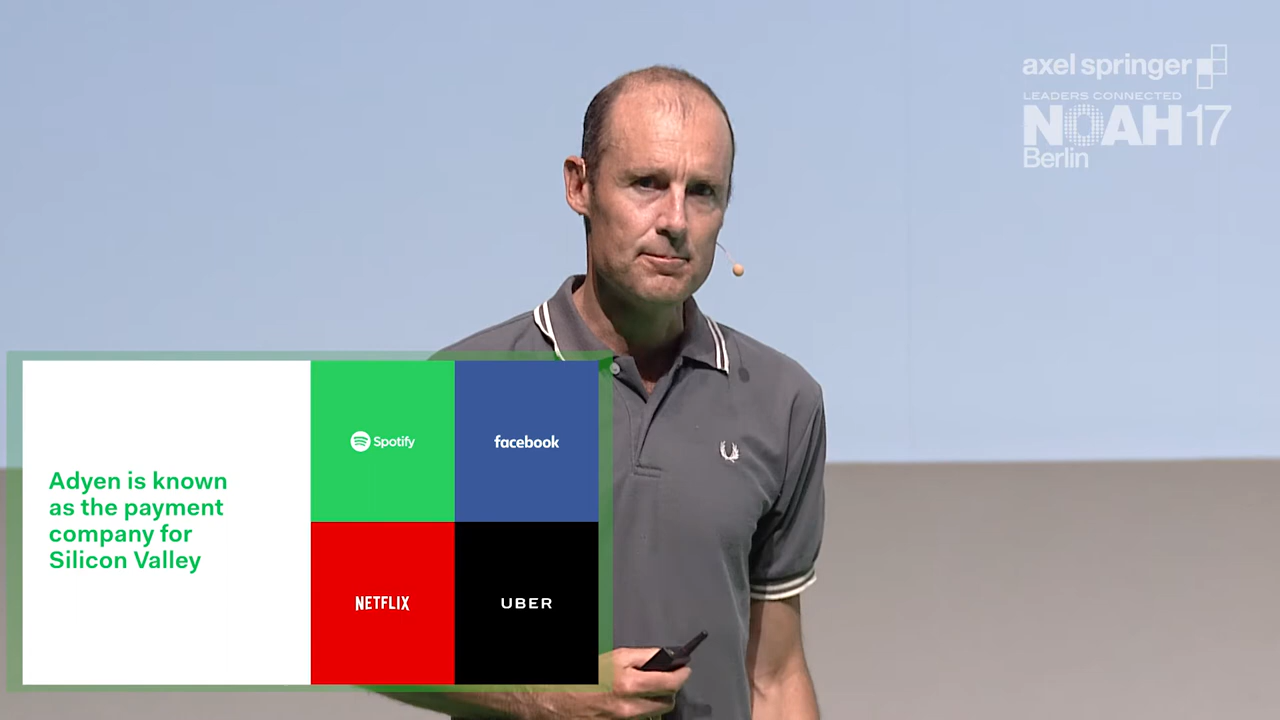 axel springer
LEADERS CONNECTED
NOAH17
Berlin
Adyen is known
as the payment
company for
Silicon Valley
Spotify
facebook
NETFLIX
UBER